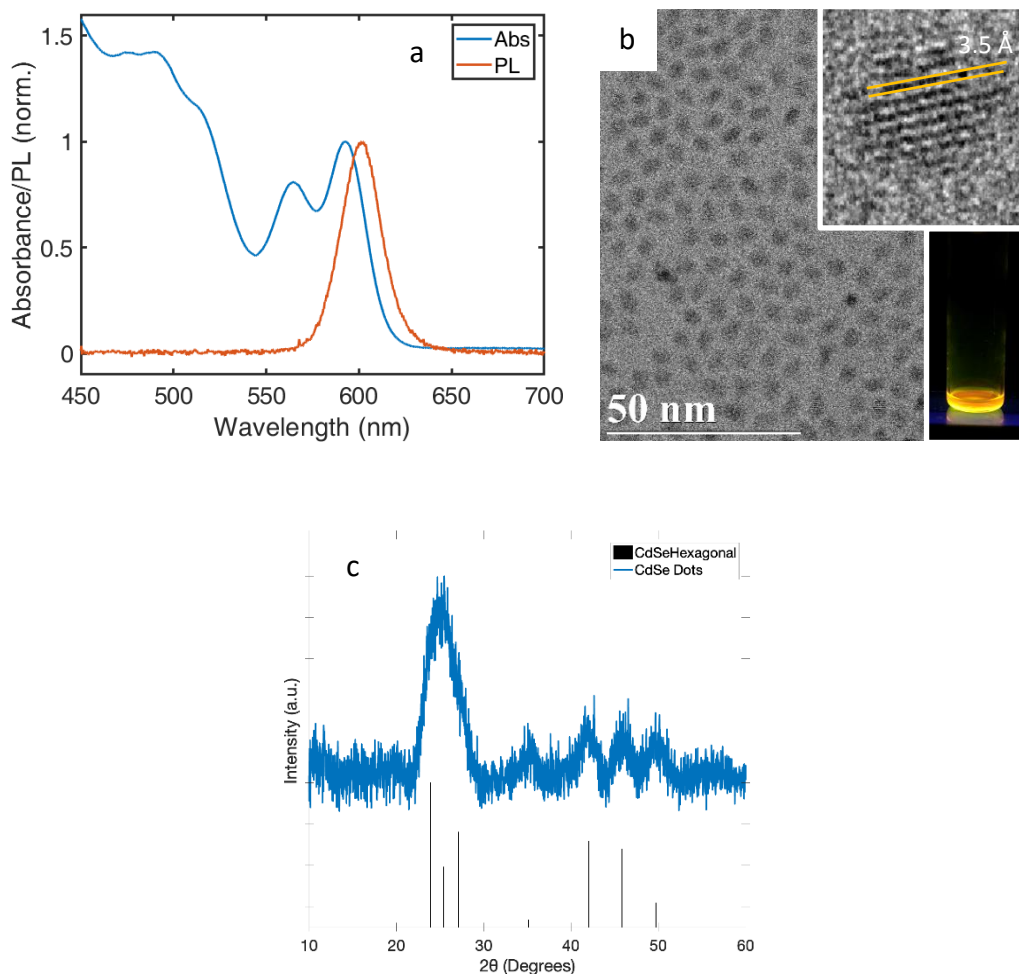 a
Abs
PL
1.5
1
0.5
0
450
500
550
600
650
700
Absorbance/PL (norm.)
Wavelength (nm)
b
3.5 Å
50 nm
c
CdSeHexagonal
CdSe Dots
Intensity (a.u.)
10
20
30
40
50
60
2θ (Degrees)